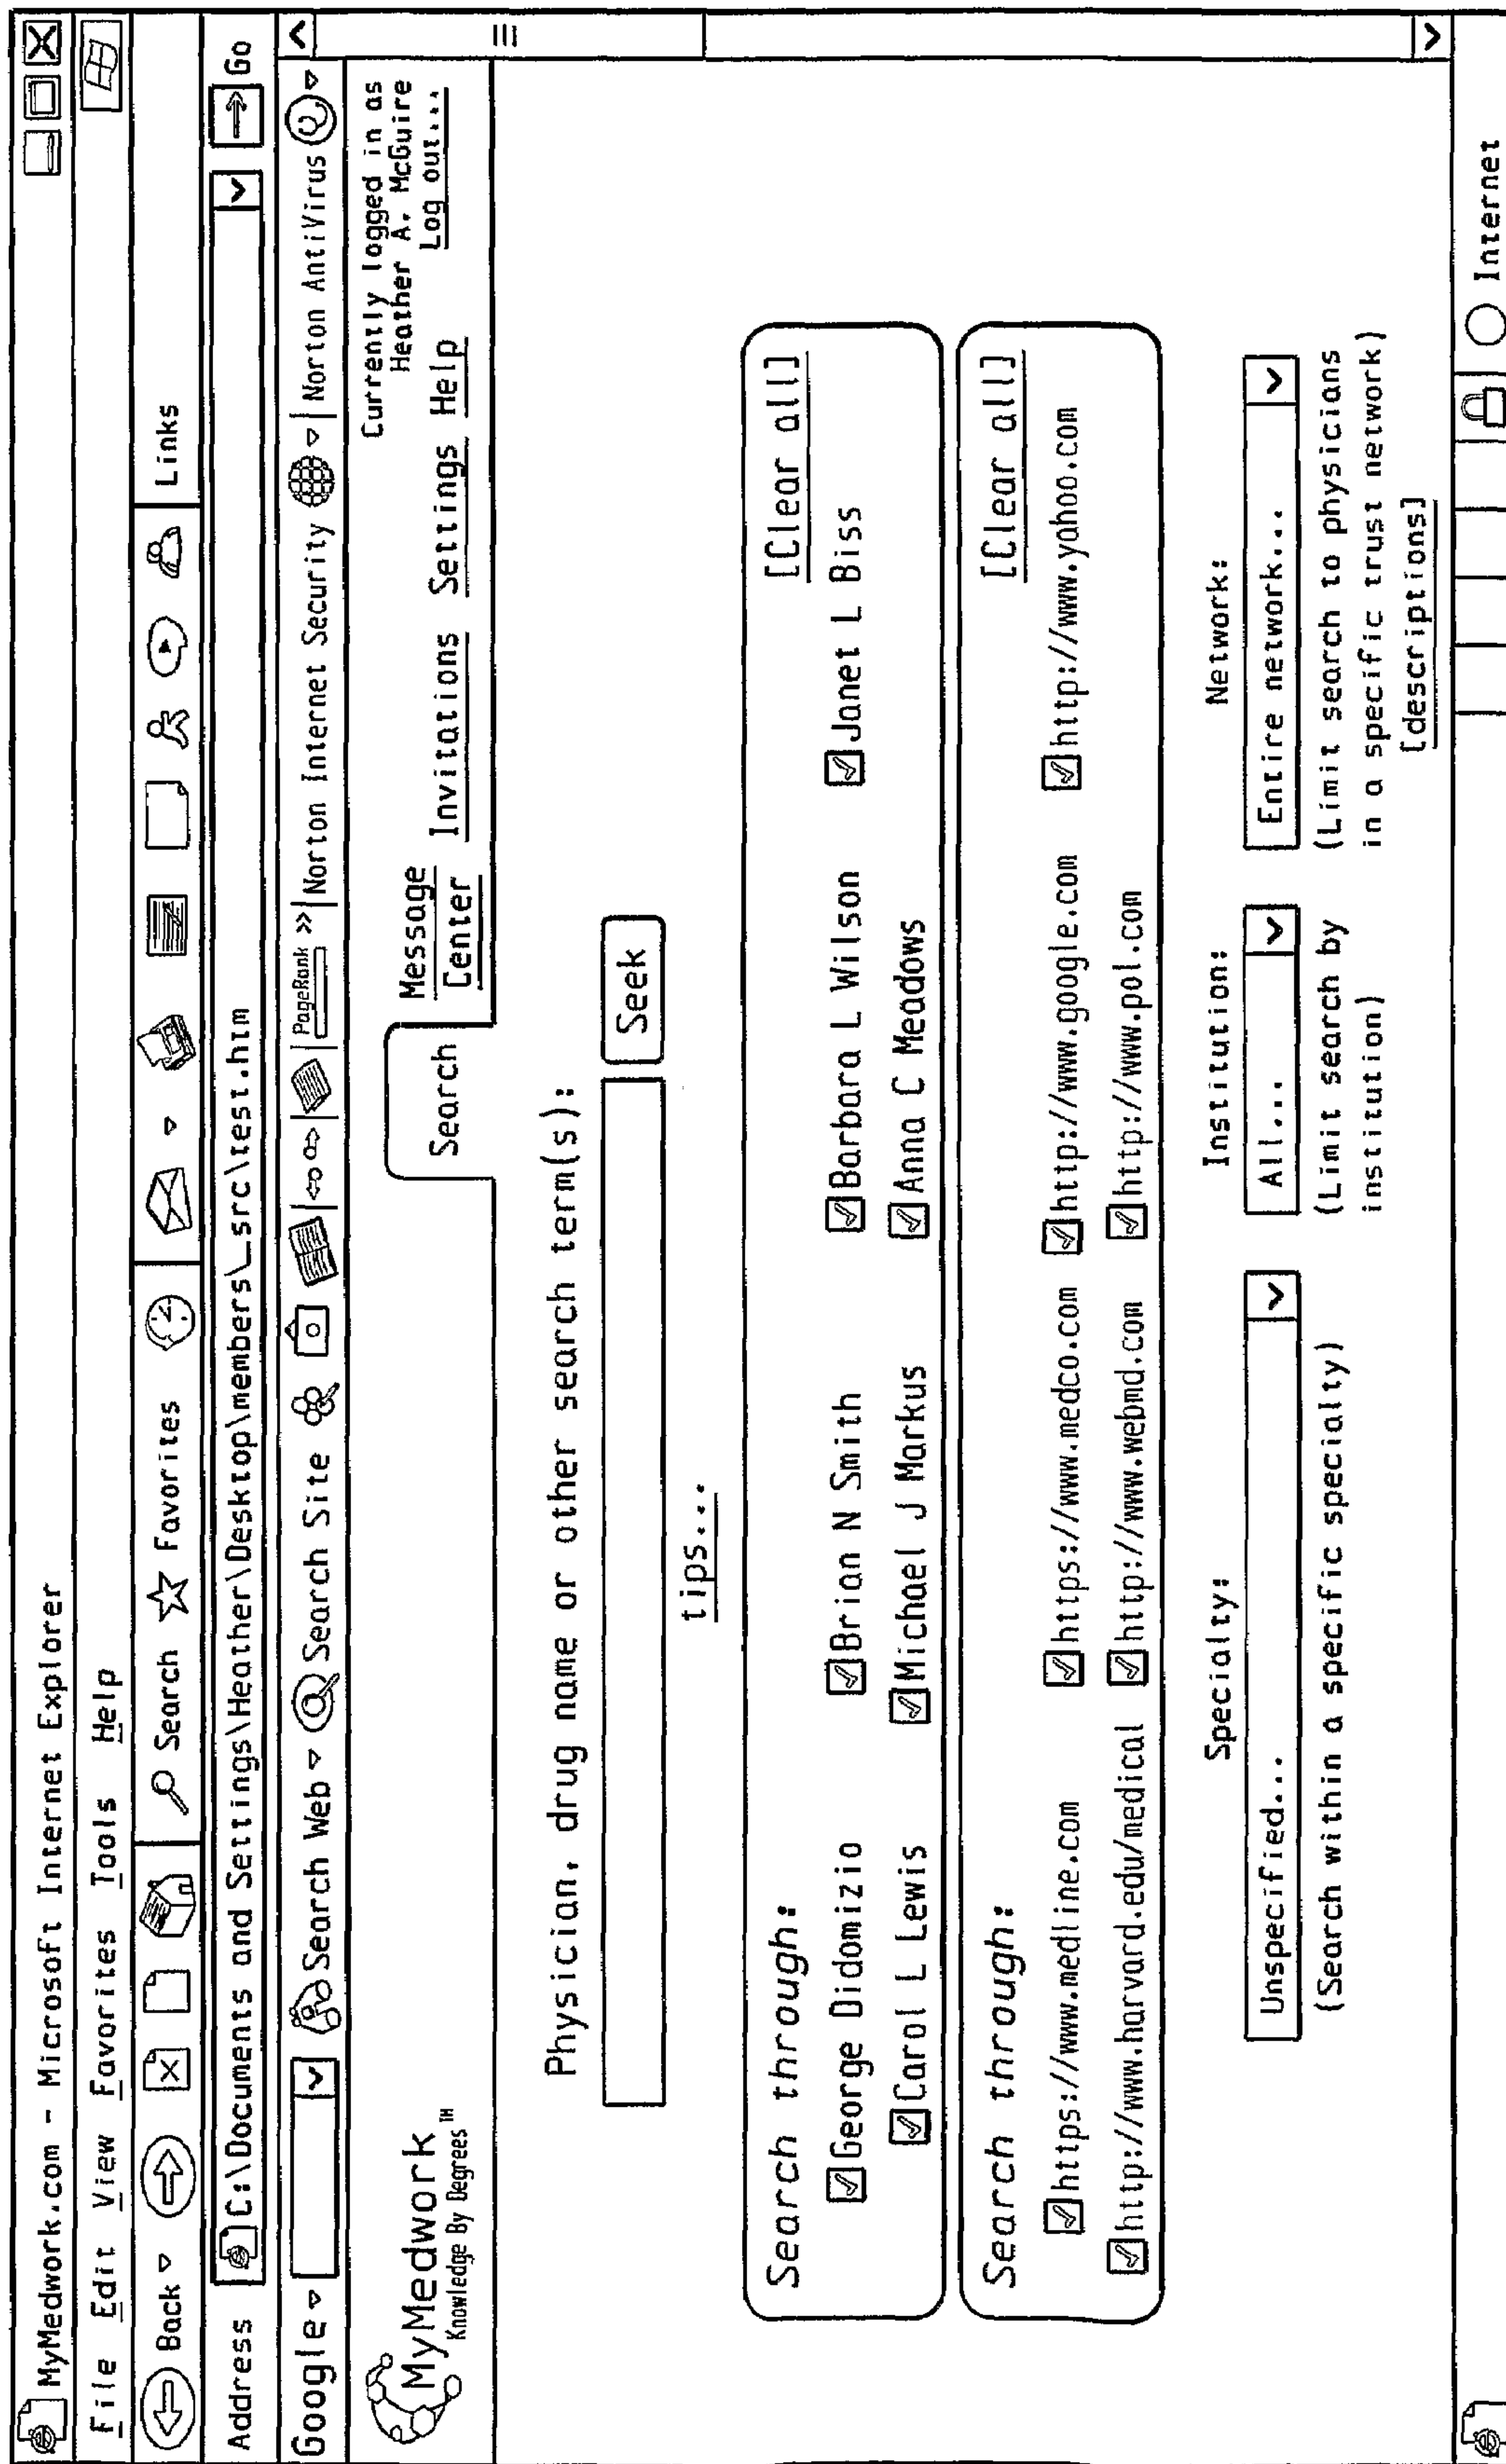 MyMedwork.com - Microsoft Internet Explorer
File Edit View Favorites Tools Help
Back Search Favorites Links
Address C:\Documents and Settings\Heather\Desktop\members\_src\test.htm Go
Google Search Web Search Site PageRank >> Norton Internet Security Norton AntiVirus
MyMedwork
Knowledge By Degrees™
Search
Message
Center
Invitations Settings Help
Currently logged in as
Heather A. McGuire
Log out...
Physician, drug name or other search term(s):
Seek
tips...
Search through: [Clear all]
George Didomizio Brian N Smith Barbara L Wilson Janet L Biss
Carol L Lewis Michael J Markus Anna C Meadows
Search through: [Clear all]
https://www.medline.com https://www.medco.com http://www.google.com http://www.yahoo.com
http://www.harvard.edu/medical http://www.webmd.com http://www.pol.com
Specialty: Institution: Network:
Unspecified... All... Entire network...
(Search within a specific specialty) (Limit search by (Limit search to physicians
institution) in a specific trust network)
[descriptions]
Internet